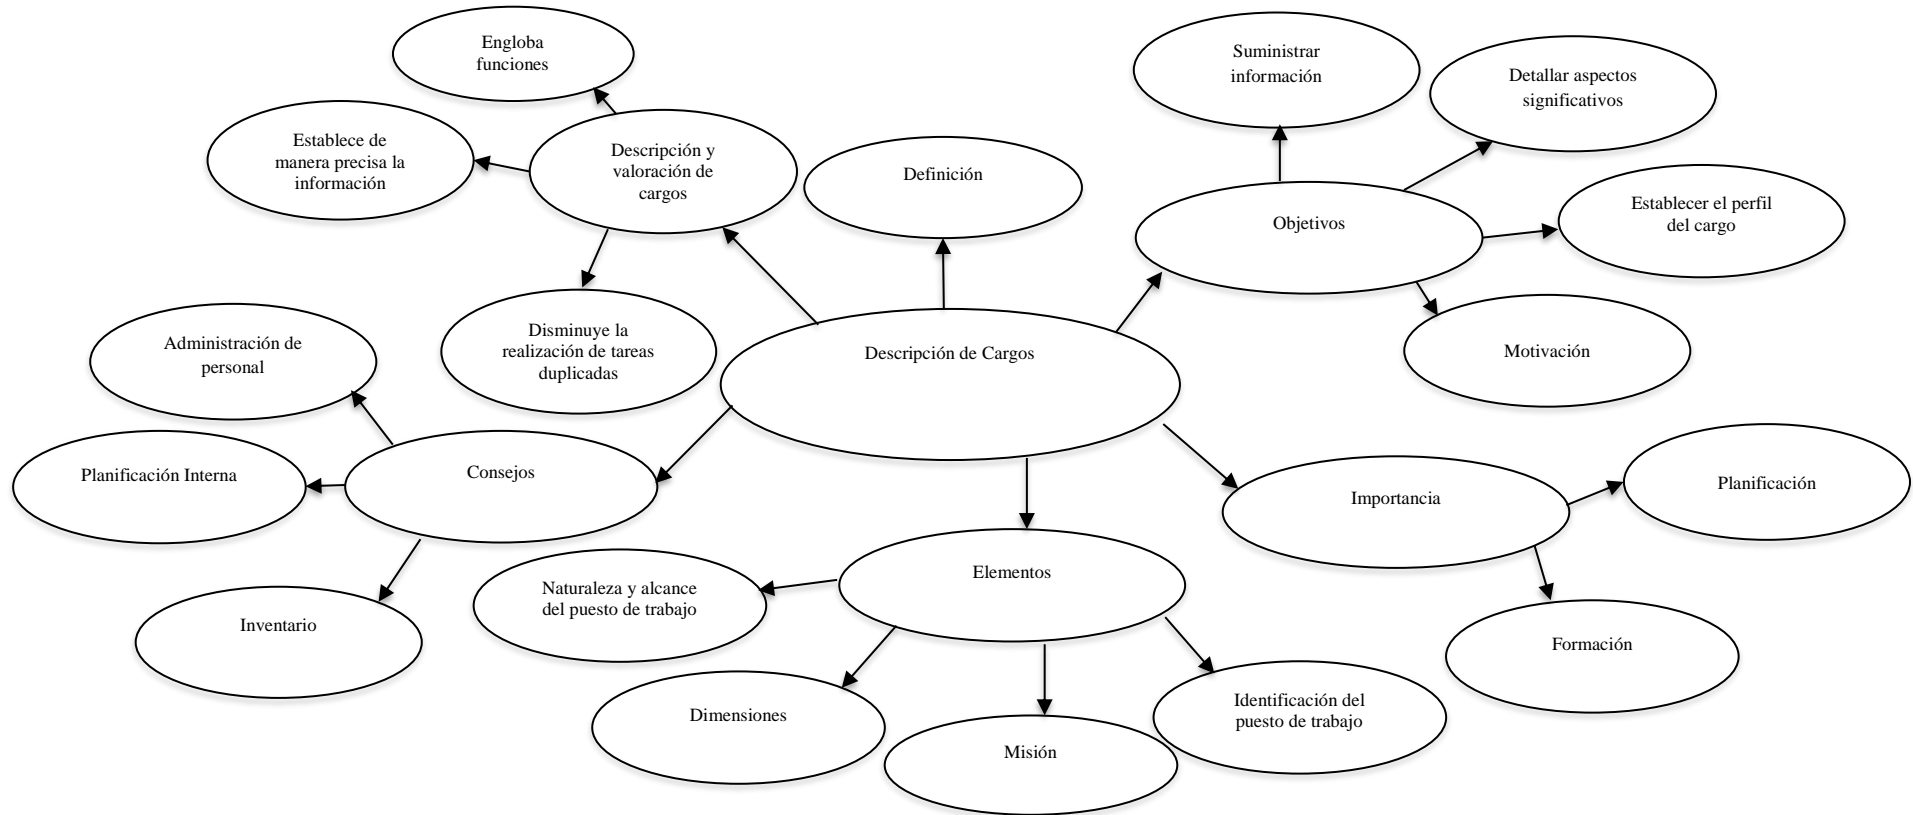 Engloba
funciones
Suministrar
información
Detallar aspectos
significativos
Establece de
manera precisa la
información
Descripción y
valoración de
cargos
Definición
Objetivos
Establecer el perfil
del cargo
Disminuye la
realización de tareas
duplicadas
Administración de
personal
Descripción de Cargos
Motivación
Planificación Interna
Consejos
Importancia
Planificación
Elementos
Naturaleza y alcance
del puesto de trabajo
Inventario
Formación
Dimensiones
Misión
Identificación del
puesto de trabajo